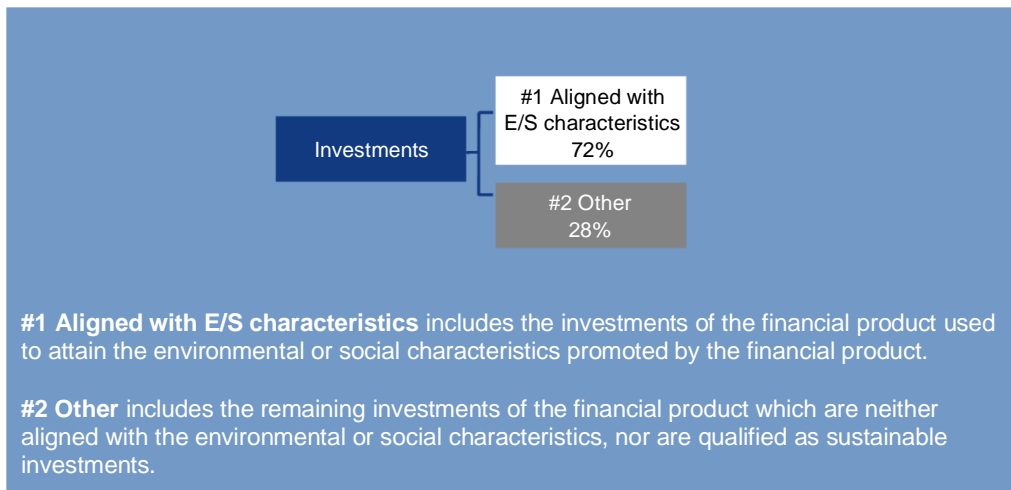 #1 Aligned with
E/S characteristics
72%
Investments
#2 Other
28%
#1 Aligned with E/S characteristics includes the investments of the financial product used
to attain the environmental or social characteristics promoted by the financial product.
#2 Other includes the remaining investments of the financial product which are neither
aligned with the environmental or social characteristics, nor are qualified as sustainable
investments.